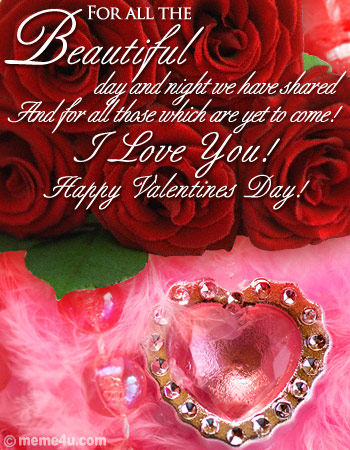 FOR ALL THE
Beautiful
day and night we have shared
And for all those which are yet to come!
I Love You!
Happy Valentines Day!
© meme4u.com